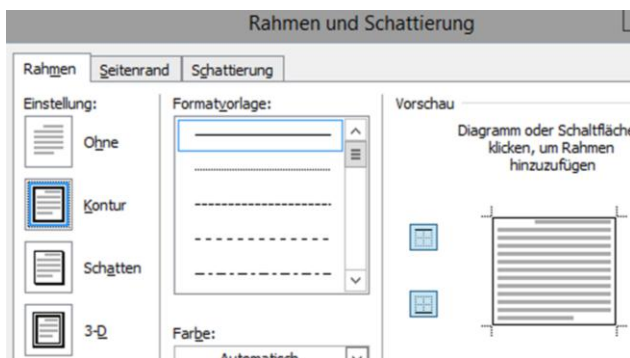 Rahmen und Schattierung
Rahmen Seitenrand Schattierung
Einstellung:
Ohne
Kontur
Schatten
3-D
Formatvorlage:
Farbe:
Automatisch
Vorschau
Diagramm oder Schaltfläche
klicken, um Rahmen
hinzuzufügen